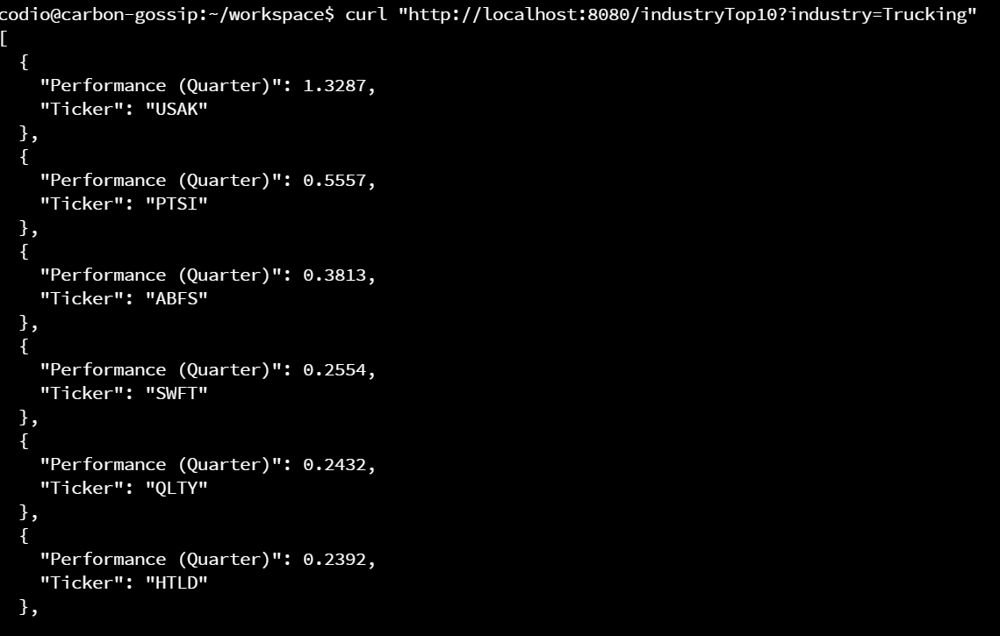 codio@carbon-gossip:~/workspace$ curl "http://localhost:8080/industryTop10?industry=Trucking"
[
  {
    "Performance (Quarter)": 1.3287,
    "Ticker": "USAK"
  },
  {
    "Performance (Quarter)": 0.5557,
    "Ticker": "PTSI"
  },
  {
    "Performance (Quarter)": 0.3813,
    "Ticker": "ABFS"
  },
  {
    "Performance (Quarter)": 0.2554,
    "Ticker": "SWFT"
  },
  {
    "Performance (Quarter)": 0.2432,
    "Ticker": "QLTY"
  },
  {
    "Performance (Quarter)": 0.2392,
    "Ticker": "HTLD"
  },